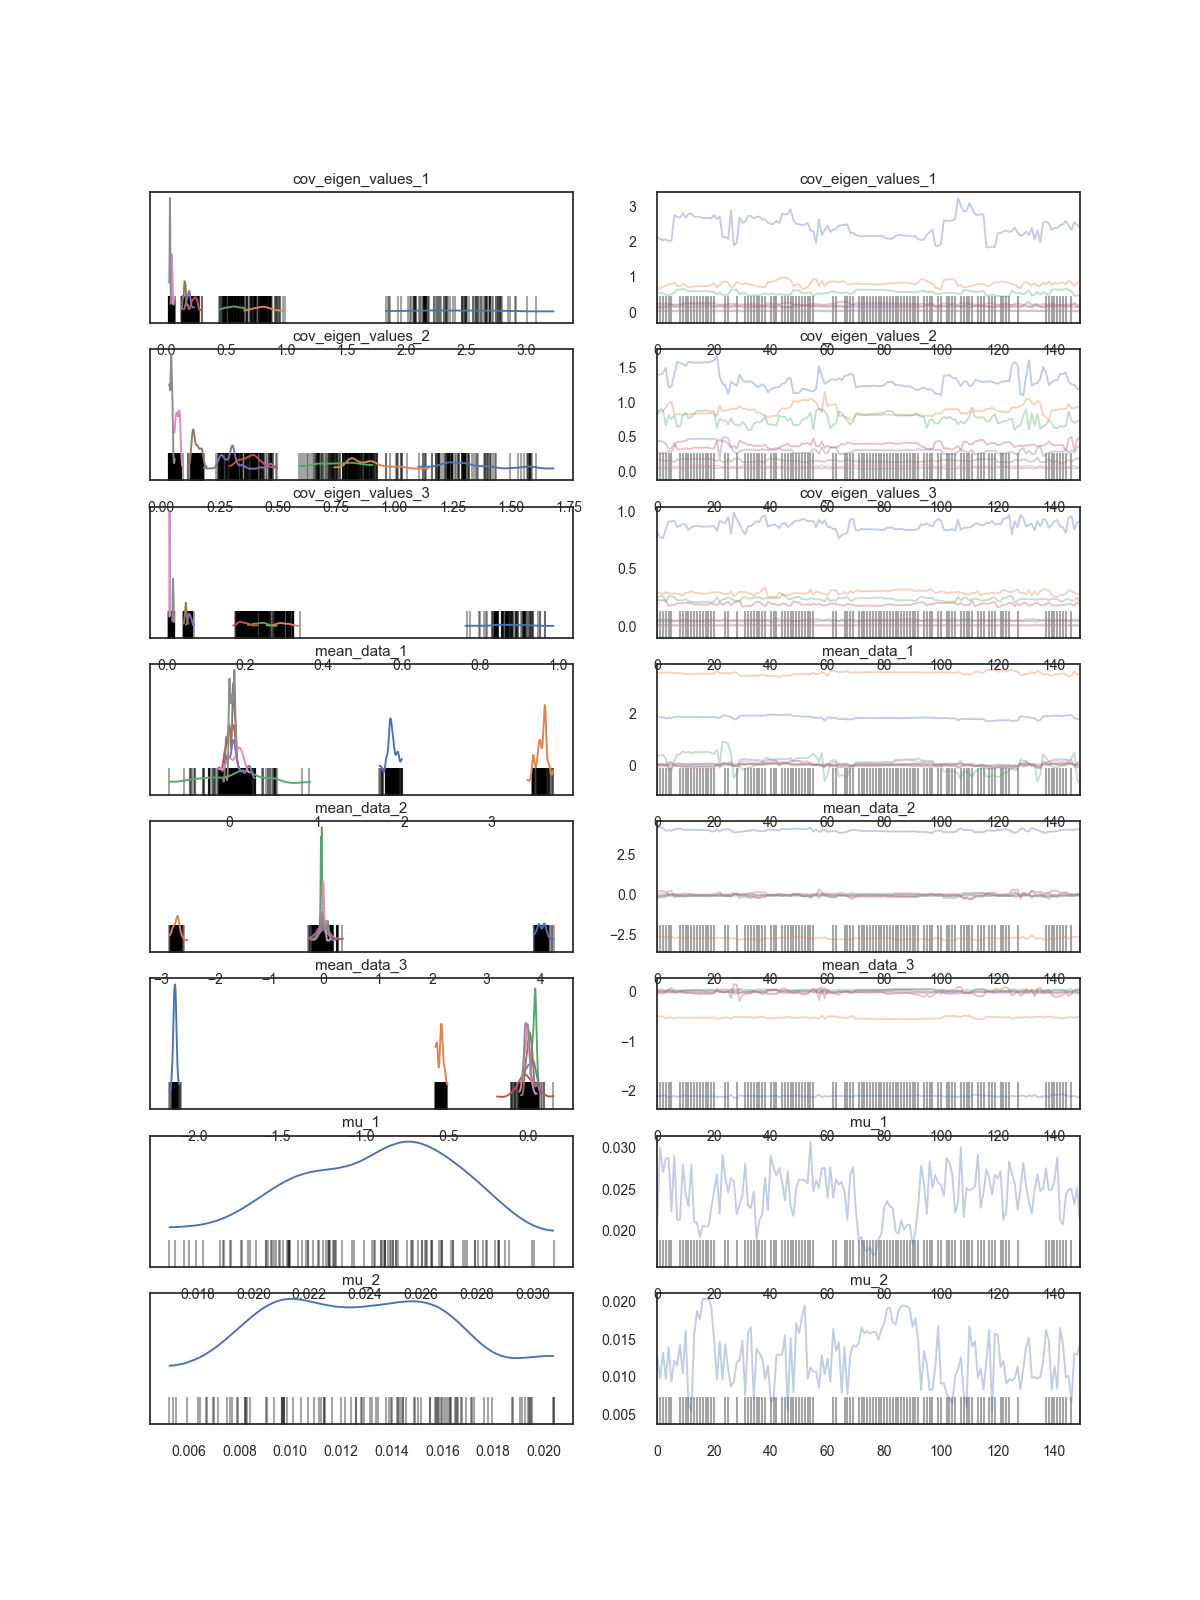 cov_eigen_values_1 cov_eigen_values_1
3
2
1
0
0.0 0.5 1.0 1.5 2.0 2.5 3.0 0 20 40 60 80 100 120 140
cov_eigen_values_2 cov_eigen_values_2
1.5
1.0
0.5
0.0
0.00 0.25 0.50 0.75 1.00 1.25 1.50 1.75 0 20 40 60 80 100 120 140
cov_eigen_values_3 cov_eigen_values_3
1.0
0.5
0.0
0.0 0.2 0.4 0.6 0.8 1.0 0 20 40 60 80 100 120 140
mean_data_1 mean_data_1
2
0
0 1 2 3 0 20 40 60 80 100 120 140
mean_data_2 mean_data_2
2.5
0.0
−2.5
−3 −2 −1 0 1 2 3 4 0 20 40 60 80 100 120 140
mean_data_3 mean_data_3
0
−1
−2
2.0 1.5 1.0 0.5 0.0 0 20 40 60 80 100 120 140
mu_1 mu_1
0.030
0.025
0.020
0.018 0.020 0.022 0.024 0.026 0.028 0.030 0 20 40 60 80 100 120 140
mu_2 mu_2
0.020
0.015
0.010
0.005
0.006 0.008 0.010 0.012 0.014 0.016 0.018 0.020 0 20 40 60 80 100 120 140